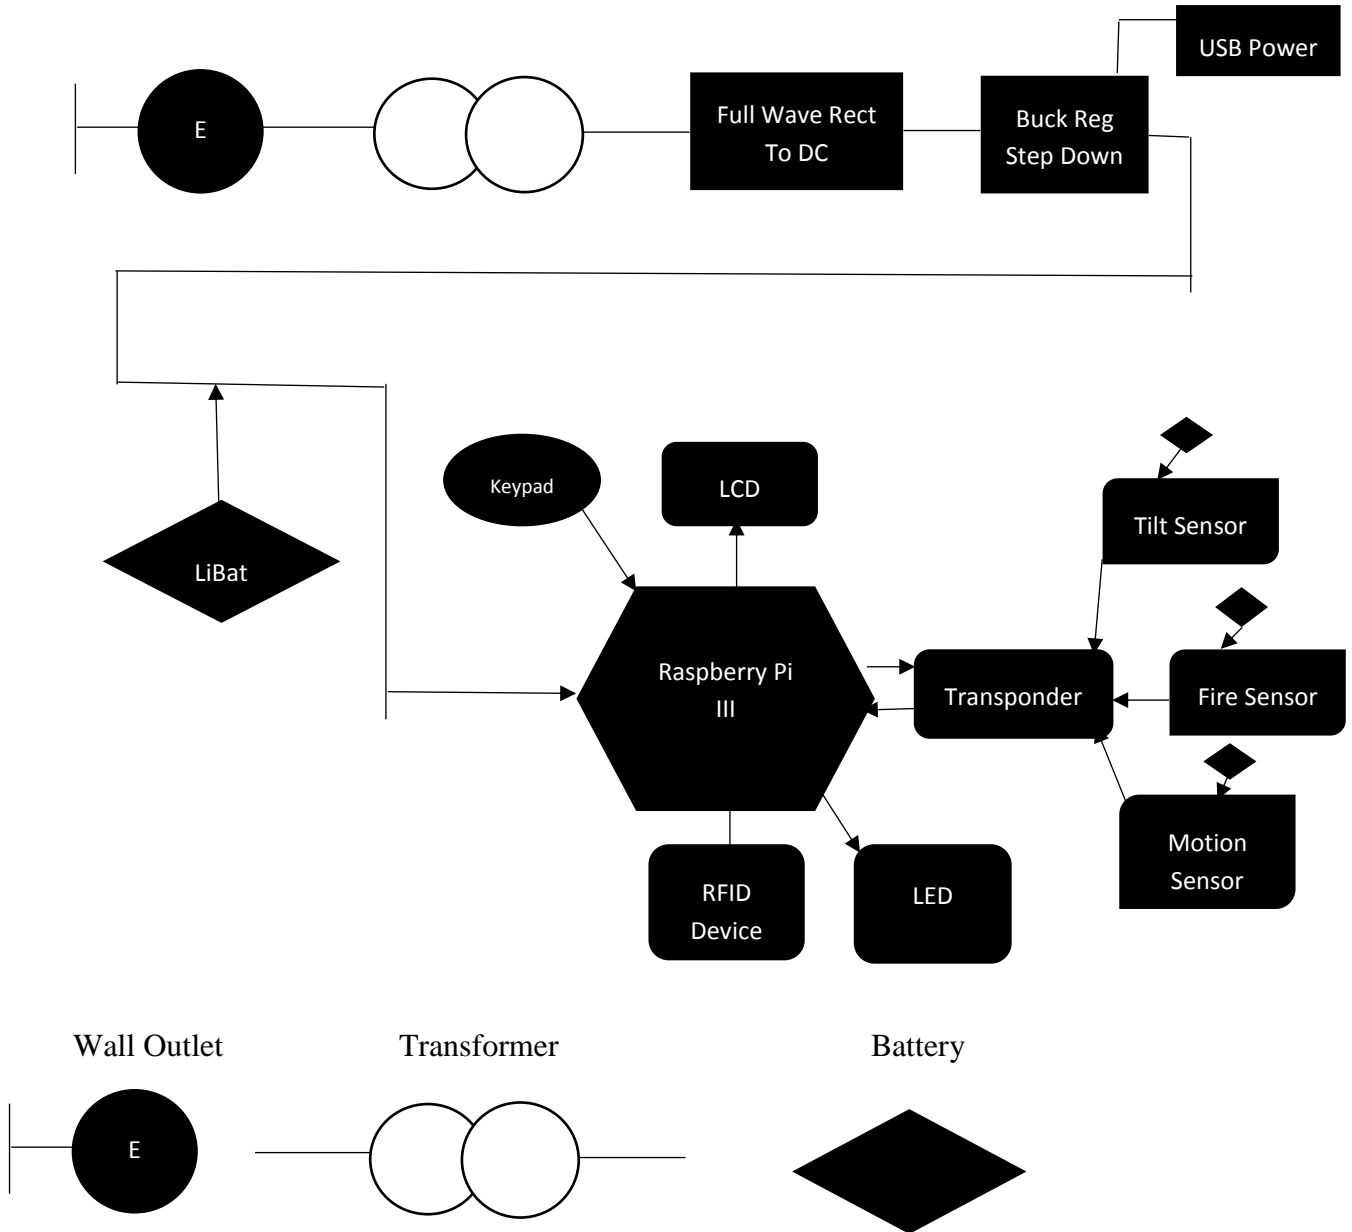 USB Power
E
Full Wave Rect
To DC
Buck Reg
Step Down
Keypad
LCD
Tilt Sensor
LiBat
Raspberry Pi
III
Transponder
Fire Sensor
Motion
Sensor
RFID
Device
LED
Wall Outlet
Transformer
Battery
E